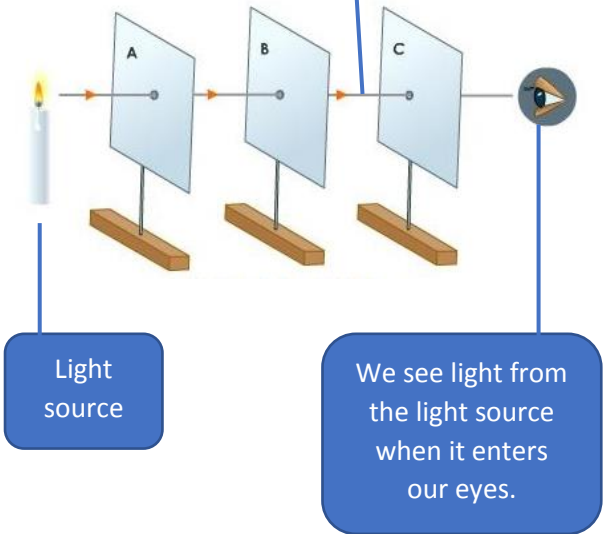 A
B
C
Light
source
We see light from
the light source
when it enters
our eyes.